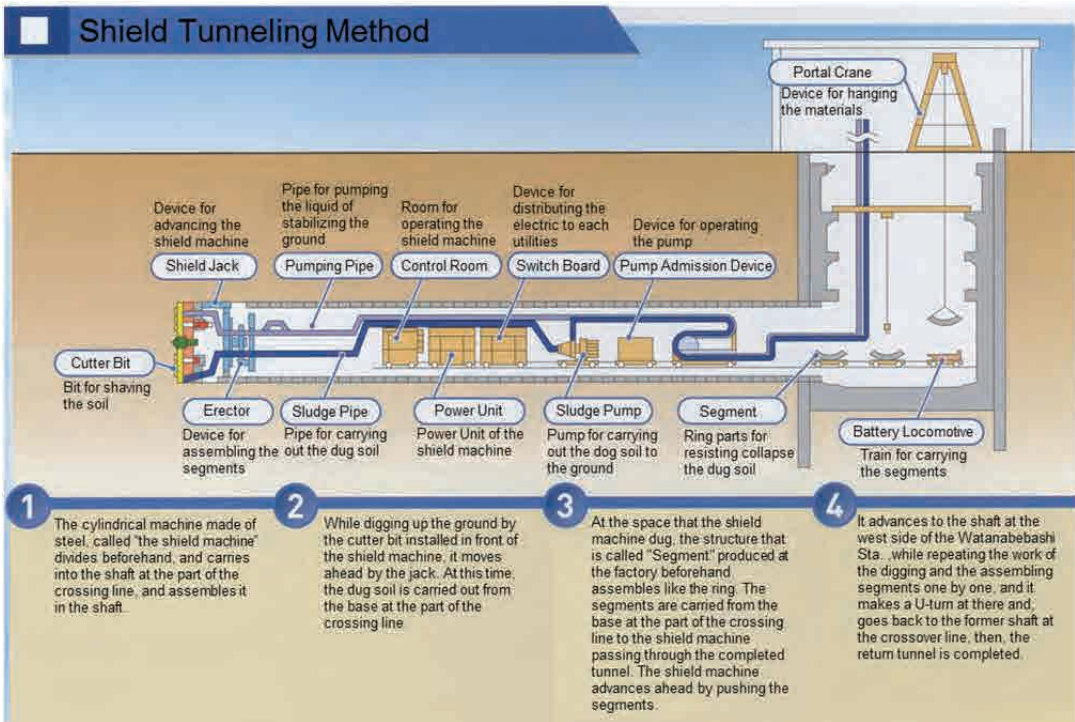 Shield Tunneling Method
Portal Crane
Device for hanging
the materials
Device for
advancing the
shield machine
Shield Jack
Pipe for pumping
the liquid of
stabilizing the
ground
Pumping Pipe
Room for
operating the
shield machine
Control Room
Device for
distributing the
electric to each
utilities
Switch Board
Device for operating
the pump
Pump Admission Device
Cutter Bit
Bit for shaving
the soil
Erector
Device for
assembling the
segments
Sludge Pipe
Pipe for carrying
out the dug soil
Power Unit
Power Unit of the
shield machine
Sludge Pump
Pump for carrying
out the dog soil to
the ground
Segment
Ring parts for
resisting collapse
the dug soil
Battery Locomotive
Train for carrying
the segments
1
The cylindrical machine made of
steel, called "the shield machine"
divides beforehand, and carries
into the shaft at the part of the
crossing line, and assembles it
in the shaft.
2
While digging up the ground by
the cutter bit installed in front of
the shield machine, it moves
ahead by the jack. At this time,
the dug soil is carried out from
the base at the part of the
crossing line
3
At the space that the shield
machine dug, the structure that
is called "Segment" produced at
the factory beforehand
assembles like the ring. The
segments are carried from the
base at the part of the crossing
line to the shield machine
passing through the completed
tunnel. The shield machine
advances ahead by pushing the
segments.
4
It advances to the shaft at the
west side of the Watanabebashi
Sta. ,while repeating the work of
the digging and the assembling
segments one by one, and it
makes a U-turn at there and,
goes back to the former shaft at
the crossover line, then, the
return tunnel is completed.